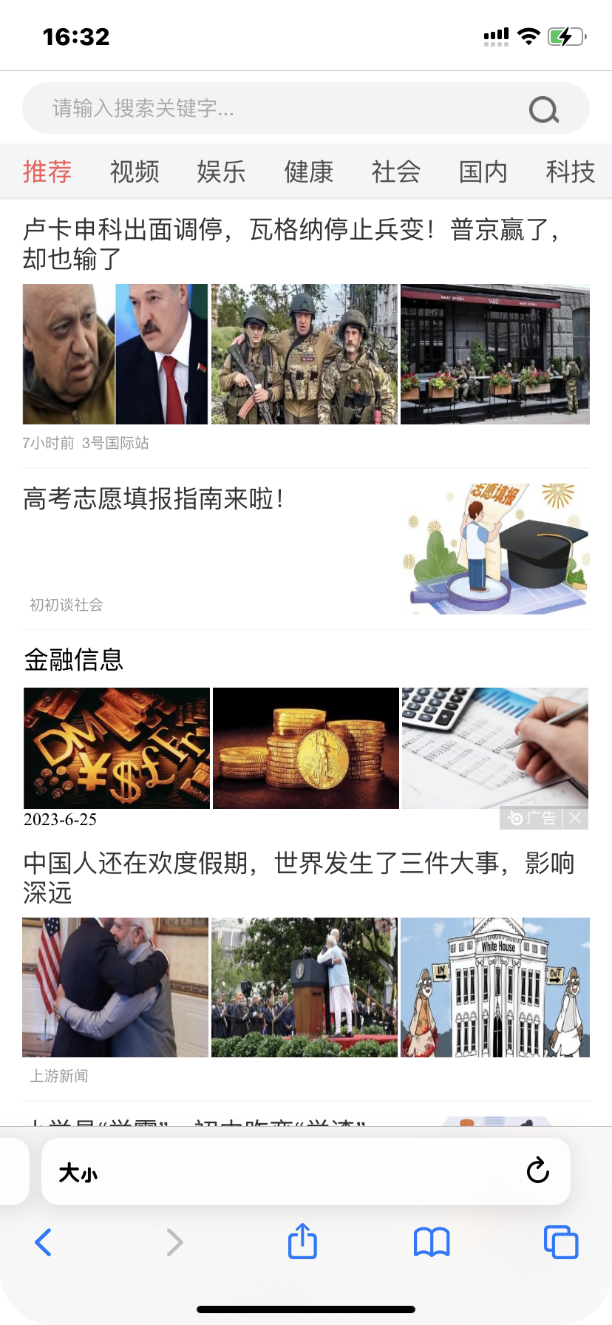 16:32
请输入搜索关键字...
推荐 视频 娱乐 健康 社会 国内 科技
卢卡申科出面调停，瓦格纳停止兵变！普京赢了，
却也输了
7小时前 3号国际站
高考志愿填报指南来啦！
志愿填报
初初谈社会
金融信息
DM ¥ $ £ Fr
2023-6-25
广告
中国人还在欢度假期，世界发生了三件大事，影响
深远
White House
IN
OUT
上游新闻
大小